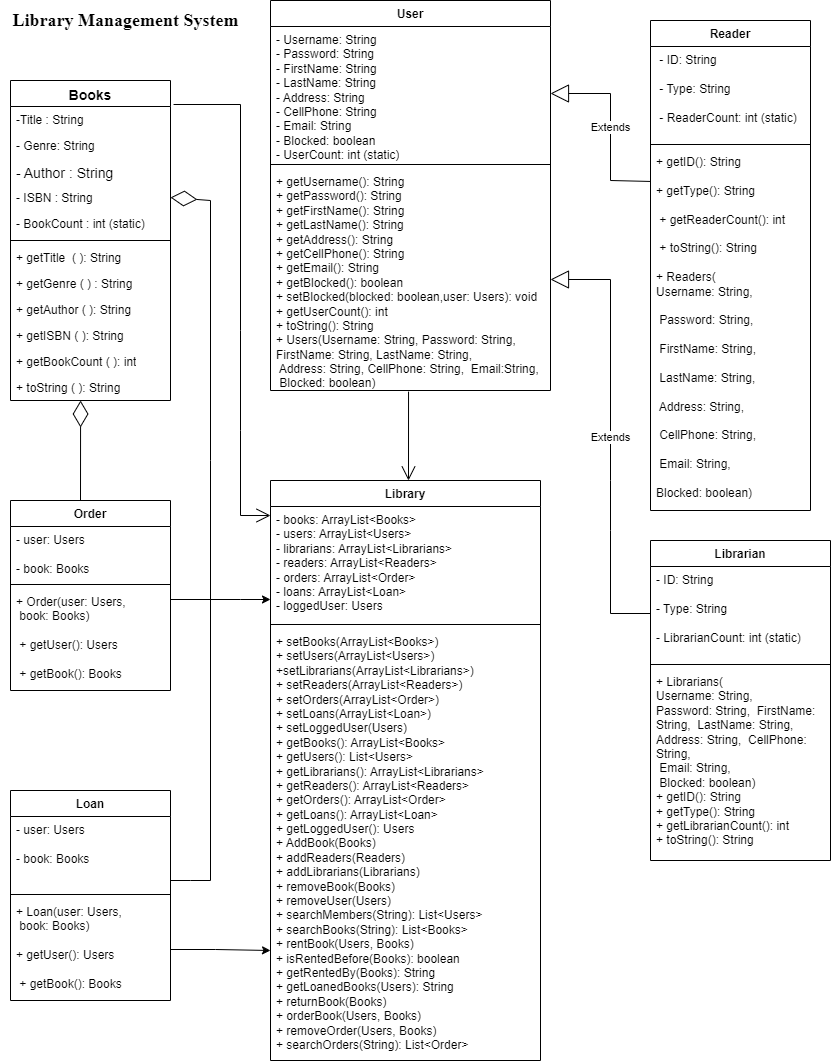 Library Management System
Books
-Title : String
- Genre: String
- Author : String
- ISBN : String
- BookCount : int (static)
+ getTitle  ( ): String
+ getGenre ( ) : String
+ getAuthor ( ): String
+ getISBN ( ): String
+ getBookCount ( ): int
+ toString ( ): String
Order
- user: Users
- book: Books
+ Order(user: Users,
book: Books)
+ getUser(): Users
+ getBook(): Books
Loan
- user: Users
- book: Books
+ Loan(user: Users,
book: Books)
+ getUser(): Users
+ getBook(): Books
User
- Username: String
- Password: String
- FirstName: String
- LastName: String
- Address: String
- CellPhone: String
- Email: String
- Blocked: boolean
- UserCount: int (static)
+ getUsername(): String
+ getPassword(): String
+ getFirstName(): String
+ getLastName(): String
+ getAddress(): String
+ getCellPhone(): String
+ getEmail(): String
+ getBlocked(): boolean
+ setBlocked(blocked: boolean,user: Users): void
+ getUserCount(): int
+ toString(): String
+ Users(Username: String, Password: String,
FirstName: String, LastName: String,
Address: String, CellPhone: String,  Email:String,
Blocked: boolean)
Library
- books: ArrayList<Books>
- users: ArrayList<Users>
- librarians: ArrayList<Librarians>
- readers: ArrayList<Readers>
- orders: ArrayList<Order>
- loans: ArrayList<Loan>
- loggedUser: Users
+ setBooks(ArrayList<Books>)
+ setUsers(ArrayList<Users>)
+setLibrarians(ArrayList<Librarians>)
+ setReaders(ArrayList<Readers>)
+ setOrders(ArrayList<Order>)
+ setLoans(ArrayList<Loan>)
+ setLoggedUser(Users)
+ getBooks(): ArrayList<Books>
+ getUsers(): List<Users>
+ getLibrarians(): ArrayList<Librarians>
+ getReaders(): ArrayList<Readers>
+ getOrders(): ArrayList<Order>
+ getLoans(): ArrayList<Loan>
+ getLoggedUser(): Users
+ AddBook(Books)
+ addReaders(Readers)
+ addLibrarians(Librarians)
+ removeBook(Books)
+ removeUser(Users)
+ searchMembers(String): List<Users>
+ searchBooks(String): List<Books>
+ rentBook(Users, Books)
+ isRentedBefore(Books): boolean
+ getRentedBy(Books): String
+ getLoanedBooks(Users): String
+ returnBook(Books)
+ orderBook(Users, Books)
+ removeOrder(Users, Books)
+ searchOrders(String): List<Order>
Extends
Extends
Reader
- ID: String
- Type: String
- ReaderCount: int (static)
+ getID(): String
+ getType(): String
+ getReaderCount(): int
+ toString(): String
+ Readers(
Username: String,
Password: String,
FirstName: String,
LastName: String,
Address: String,
CellPhone: String,
Email: String,
Blocked: boolean)
Librarian
- ID: String
- Type: String
- LibrarianCount: int (static)
+ Librarians(
Username: String,
Password: String,  FirstName:
String,  LastName: String,
Address: String,  CellPhone:
String,
Email: String,
Blocked: boolean)
+ getID(): String
+ getType(): String
+ getLibrarianCount(): int
+ toString(): String